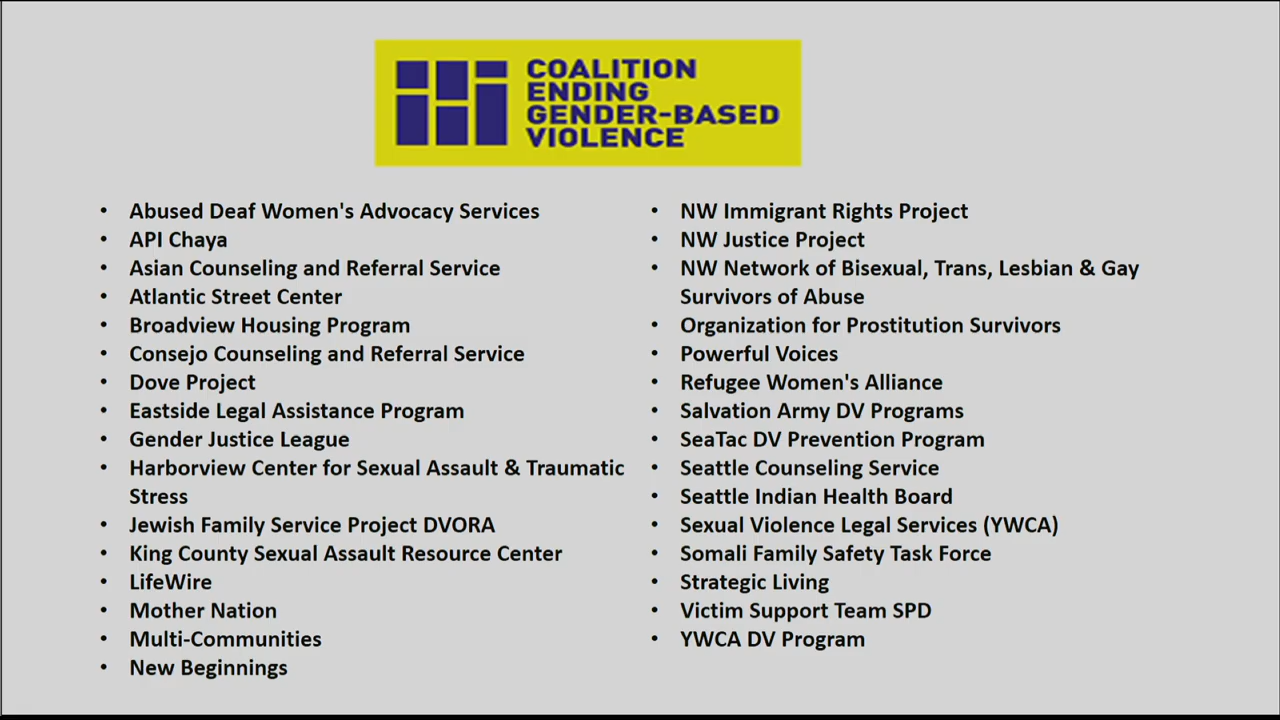 COALITION
ENDING
GENDER-BASED
VIOLENCE
• Abused Deaf Women's Advocacy Services
• API Chaya
• Asian Counseling and Referral Service
• Atlantic Street Center
• Broadview Housing Program
• Consejo Counseling and Referral Service
• Dove Project
• Eastside Legal Assistance Program
• Gender Justice League
• Harborview Center for Sexual Assault & Traumatic
Stress
• Jewish Family Service Project DVORA
• King County Sexual Assault Resource Center
• LifeWire
• Mother Nation
• Multi-Communities
• New Beginnings
• NW Immigrant Rights Project
• NW Justice Project
• NW Network of Bisexual, Trans, Lesbian & Gay
Survivors of Abuse
• Organization for Prostitution Survivors
• Powerful Voices
• Refugee Women's Alliance
• Salvation Army DV Programs
• SeaTac DV Prevention Program
• Seattle Counseling Service
• Seattle Indian Health Board
• Sexual Violence Legal Services (YWCA)
• Somali Family Safety Task Force
• Strategic Living
• Victim Support Team SPD
• YWCA DV Program